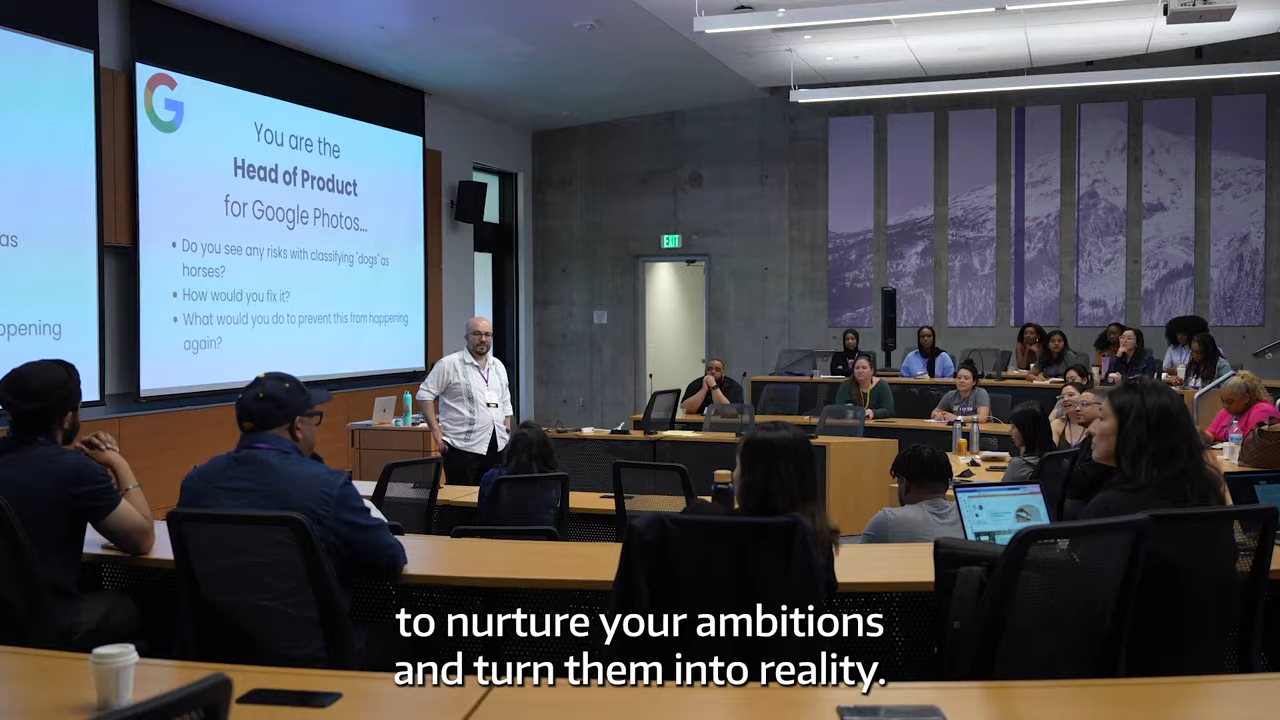 as
opening
G
You are the
Head of Product
for Google Photos...
• Do you see any risks with classifying "dogs" as
horses?
• How would you fix it?
• What would you do to prevent this from happening
again?
EXIT
to nurture your ambitions
and turn them into reality.